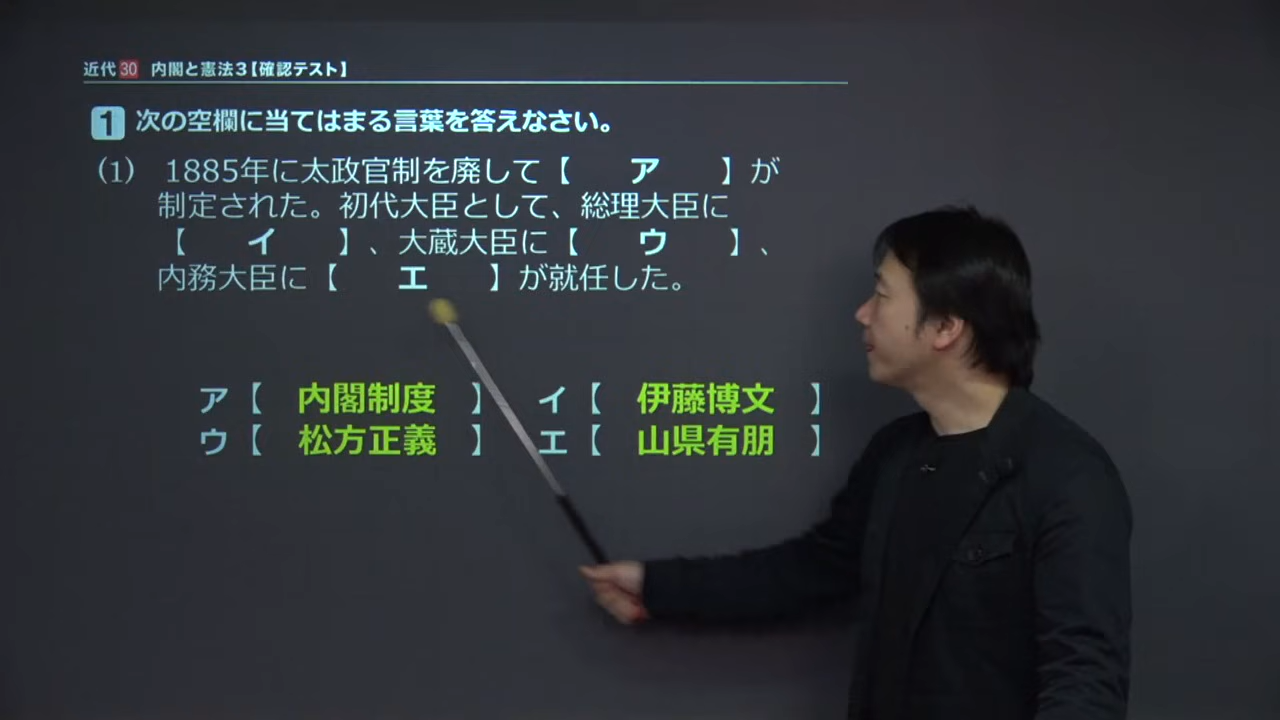 近代30 内閣と憲法3【確認テスト】
1 次の空欄に当てはまる言葉を答えなさい。
(1) 1885年に太政官制を廃して【 ア 】が
制定された。初代大臣として、総理大臣に
【 イ 】、大蔵大臣に【 ウ 】、
内務大臣に【 エ 】が就任した。
ア【 内閣制度 】 イ【 伊藤博文 】
ウ【 松方正義 】 エ【 山県有朋 】